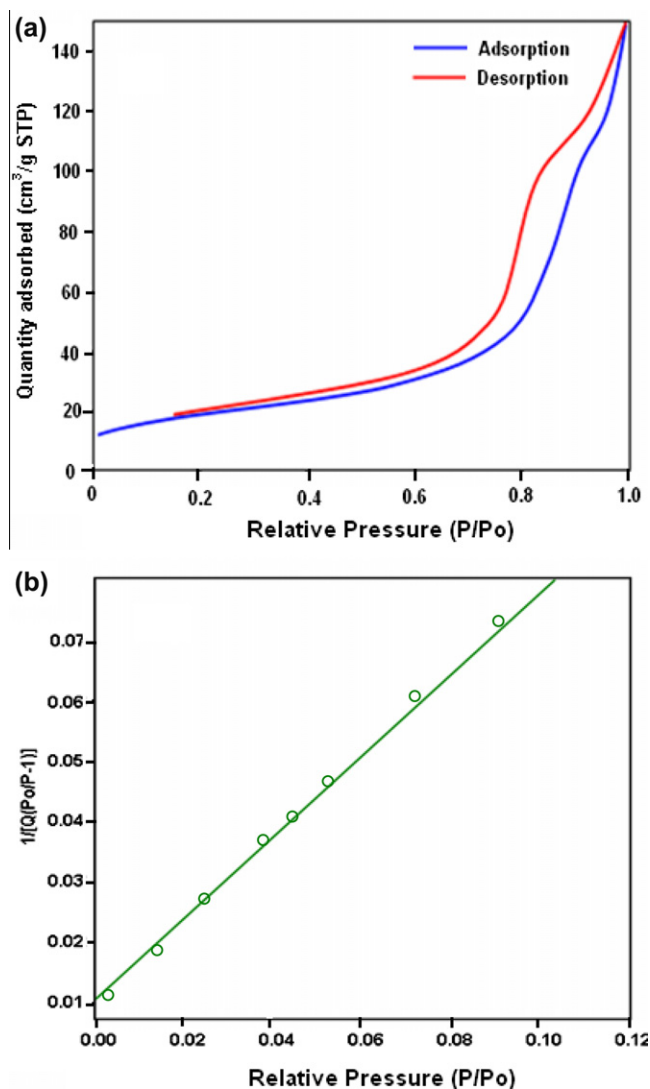 (a)
140
120
100
80
60
40
20
0
Quantity adsorbed (cm³/g STP)
Adsorption
Desorption
0 0.2 0.4 0.6 0.8 1.0
Relative Pressure (P/Po)
(b)
0.07
0.06
0.05
0.04
0.03
0.02
0.01
1/[Q(Po/P-1)]
0.00 0.02 0.04 0.06 0.08 0.10 0.12
Relative Pressure (P/Po)